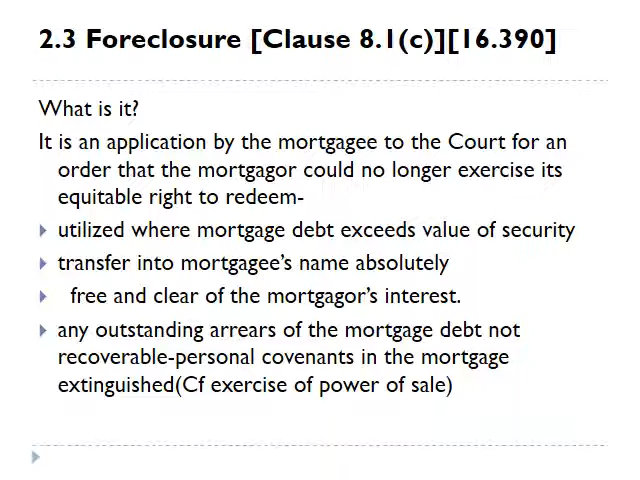 2.3 Foreclosure [Clause 8.1(c)][16.390]
What is it?
It is an application by the mortgagee to the Court for an
order that the mortgagor could no longer exercise its
equitable right to redeem-
utilized where mortgage debt exceeds value of security
transfer into mortgagee's name absolutely
free and clear of the mortgagor's interest.
any outstanding arrears of the mortgage debt not
recoverable-personal covenants in the mortgage
extinguished(Cf exercise of power of sale)